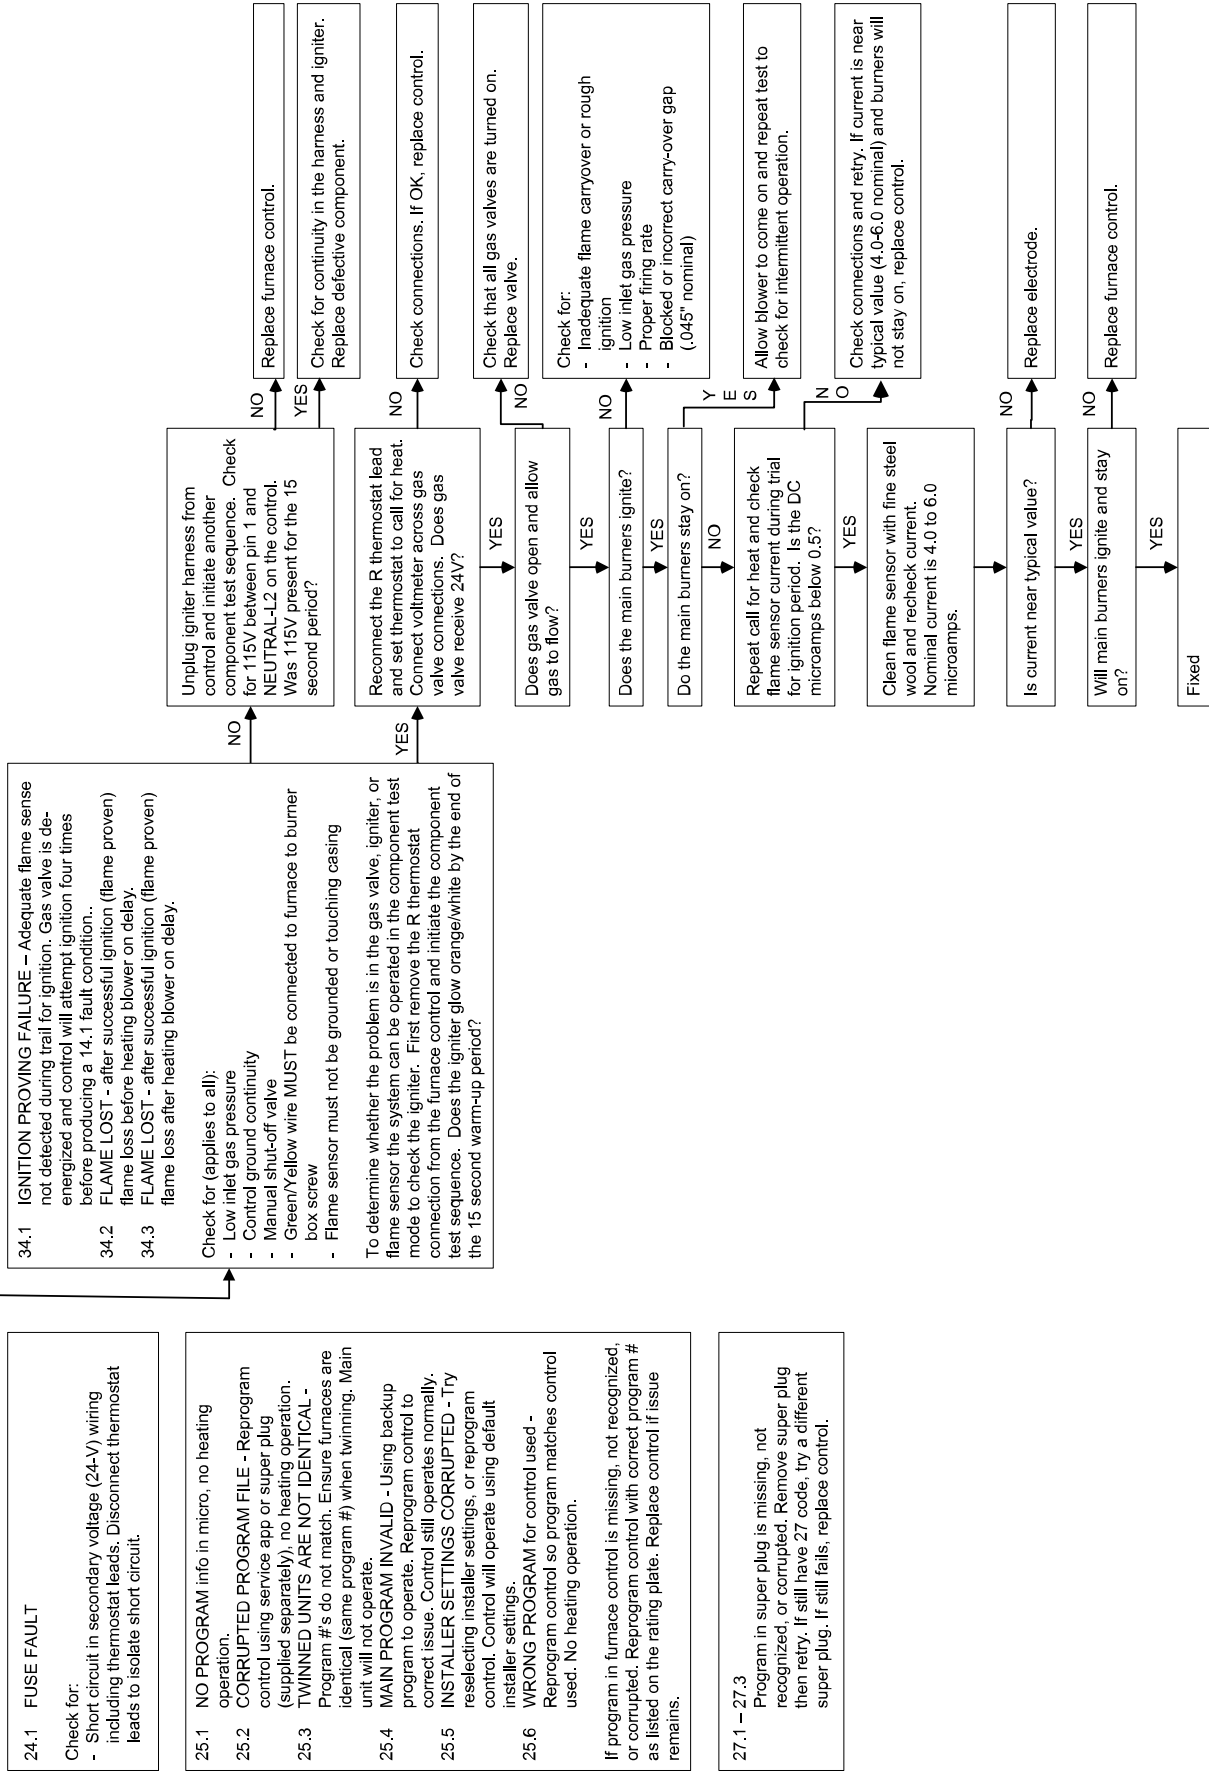 24.1 FUSE FAULT
Check for:
- Short circuit in secondary voltage (24-V) wiring
including thermostat leads. Disconnect thermostat
leads to isolate short circuit.
25.1 NO PROGRAM info in micro, no heating
operation.
25.2 CORRUPTED PROGRAM FILE - Reprogram
control using service app or super plug
(supplied separately), no heating operation.
25.3 TWINNED UNITS ARE NOT IDENTICAL -
Program #'s do not match. Ensure furnaces are
identical (same program #) when twinning. Main
unit will not operate.
25.4 MAIN PROGRAM INVALID - Using backup
program to operate. Reprogram control to
correct issue. Control still operates normally.
25.5 INSTALLER SETTINGS CORRUPTED - Try
reselecting installer settings, or reprogram
control. Control will operate using default
installer settings.
25.6 WRONG PROGRAM for control used -
Reprogram control so program matches control
used. No heating operation.
If program in furnace control is missing, not recognized,
or corrupted. Reprogram control with correct program #
as listed on the rating plate. Replace control if issue
remains.
27.1 – 27.3
Program in super plug is missing, not
recognized, or corrupted. Remove super plug
then retry. If still have 27 code, try a different
super plug. If still fails, replace control.
34.1 IGNITION PROVING FAILURE – Adequate flame sense
not detected during trail for ignition. Gas valve is de-
energized and control will attempt ignition four times
before producing a 14.1 fault condition..
34.2 FLAME LOST - after successful ignition (flame proven)
flame loss before heating blower on delay.
34.3 FLAME LOST - after successful ignition (flame proven)
flame loss after heating blower on delay.
Check for (applies to all):
- Low inlet gas pressure
- Control ground continuity
- Manual shut-off valve
- Green/Yellow wire MUST be connected to furnace to burner
box screw
- Flame sensor must not be grounded or touching casing
To determine whether the problem is in the gas valve, igniter, or
flame sensor the system can be operated in the component test
mode to check the igniter. First remove the R thermostat
connection from the furnace control and initiate the component
test sequence. Does the igniter glow orange/white by the end of
the 15 second warm-up period?
NO
YES
Unplug igniter harness from
control and initiate another
component test sequence. Check
for 115V between pin 1 and
NEUTRAL-L2 on the control.
Was 115V present for the 15
second period?
NO
Replace furnace control.
YES
Check for continuity in the harness and igniter.
Replace defective component.
Reconnect the R thermostat lead
and set thermostat to call for heat.
Connect voltmeter across gas
valve connections. Does gas
valve receive 24V?
NO
Check connections. If OK, replace control.
YES
Does gas valve open and allow
gas to flow?
NO
Check that all gas valves are turned on.
Replace valve.
YES
Does the main burners ignite?
NO
Check for:
- Inadequate flame carryover or rough
ignition
- Low inlet gas pressure
- Proper firing rate
- Blocked or incorrect carry-over gap
(.045" nominal)
YES
Do the main burners stay on?
Y
E
S
Allow blower to come on and repeat test to
check for intermittent operation.
NO
Repeat call for heat and check
flame sensor current during trial
for ignition period. Is the DC
microamps below 0.5?
N
O
Check connections and retry. If current is near
typical value (4.0-6.0 nominal) and burners will
not stay on, replace control.
YES
Clean flame sensor with fine steel
wool and recheck current.
Nominal current is 4.0 to 6.0
microamps.
Is current near typical value?
NO
Replace electrode.
YES
Will main burners ignite and stay
on?
NO
Replace furnace control.
YES
Fixed